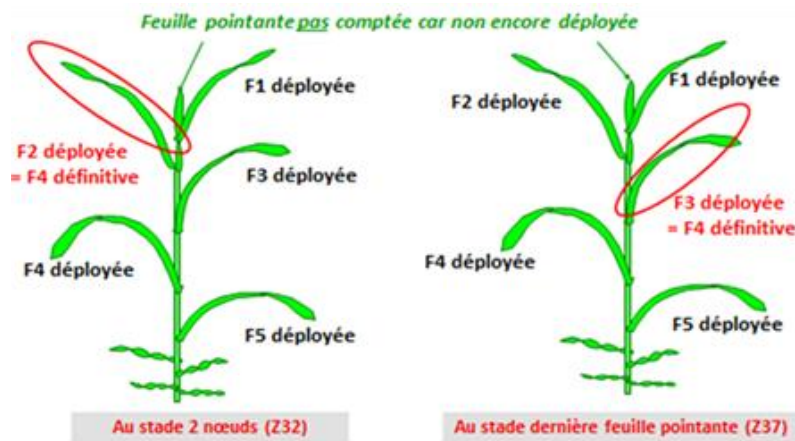 Feuille pointante pas comptée car non encore déployée
F1 déployée
F2 déployée
= F4 définitive
F3 déployée
F4 déployée
F5 déployée
Au stade 2 nœuds (Z32)
F1 déployée
F2 déployée
F3 déployée
= F4 définitive
F4 déployée
F5 déployée
Au stade dernière feuille pointante (Z37)